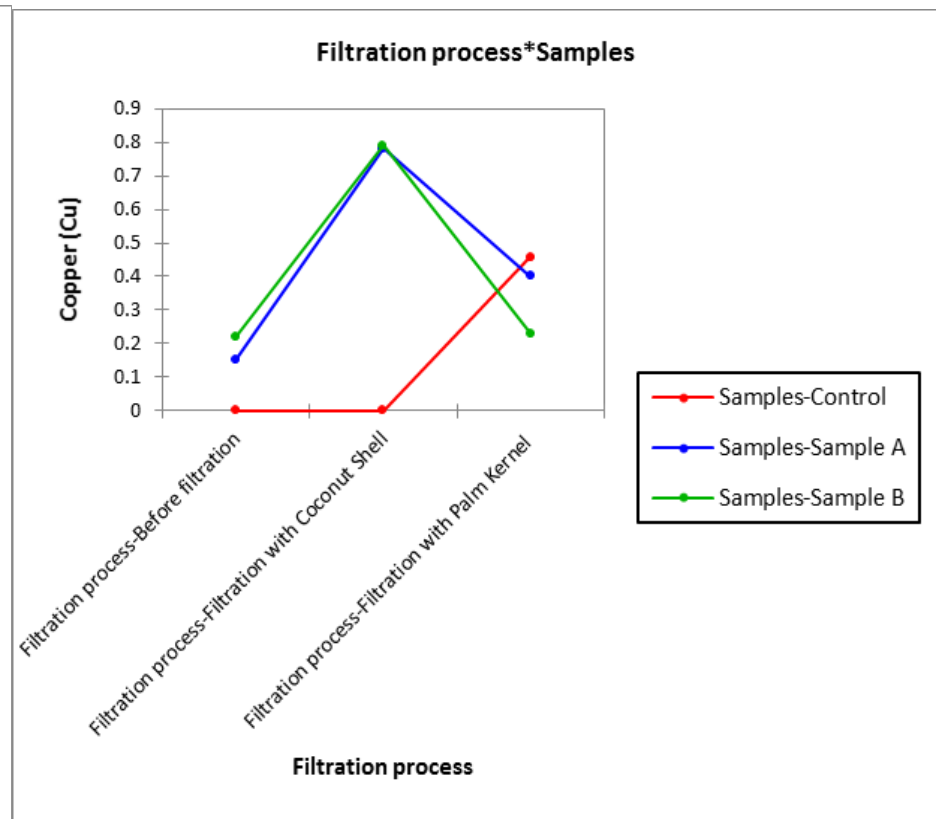 Filtration process*Samples
0.9
0.8
0.7
0.6
0.5
0.4
0.3
0.2
0.1
0
Copper (Cu)
Filtration process-Before filtration
Filtration process-Filtration with Coconut Shell
Filtration process-Filtration with Palm Kernel
Filtration process
Samples-Control
Samples-Sample A
Samples-Sample B